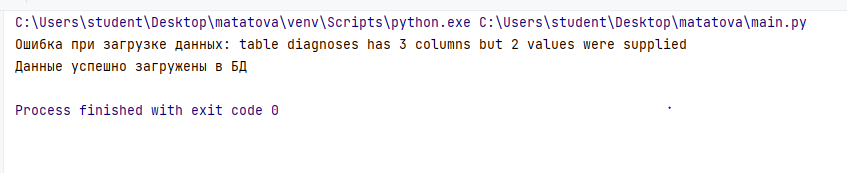 C:\Users\student\Desktop\matatova\venv\Scripts\python.exe C:\Users\student\Desktop\matatova\main.py
Ошибка при загрузке данных: table diagnoses has 3 columns but 2 values were supplied
Данные успешно загружены в БД
Process finished with exit code 0